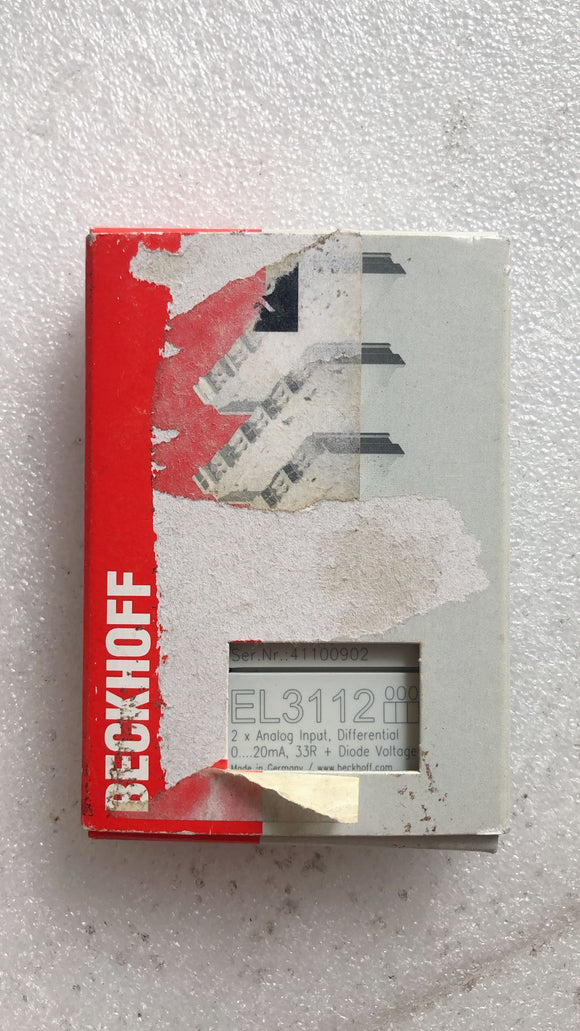 BECKHOFF
Ser.Nr.:41100902
EL3112 000
2 x Analog Input, Differential
0....20mA, 33R + Diode Voltage
Made in Germany / www.beckhoff.com